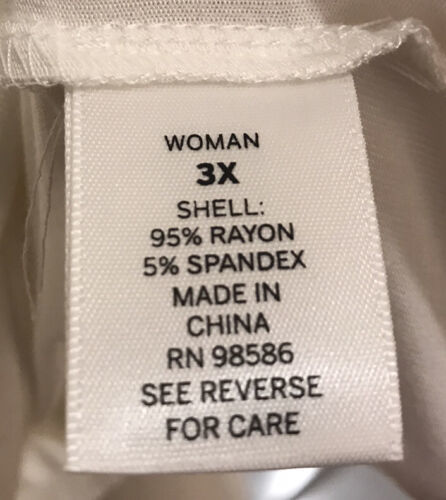 WOMAN
3X
SHELL:
95% RAYON
5% SPANDEX
MADE IN
CHINA
RN 98586
SEE REVERSE
FOR CARE